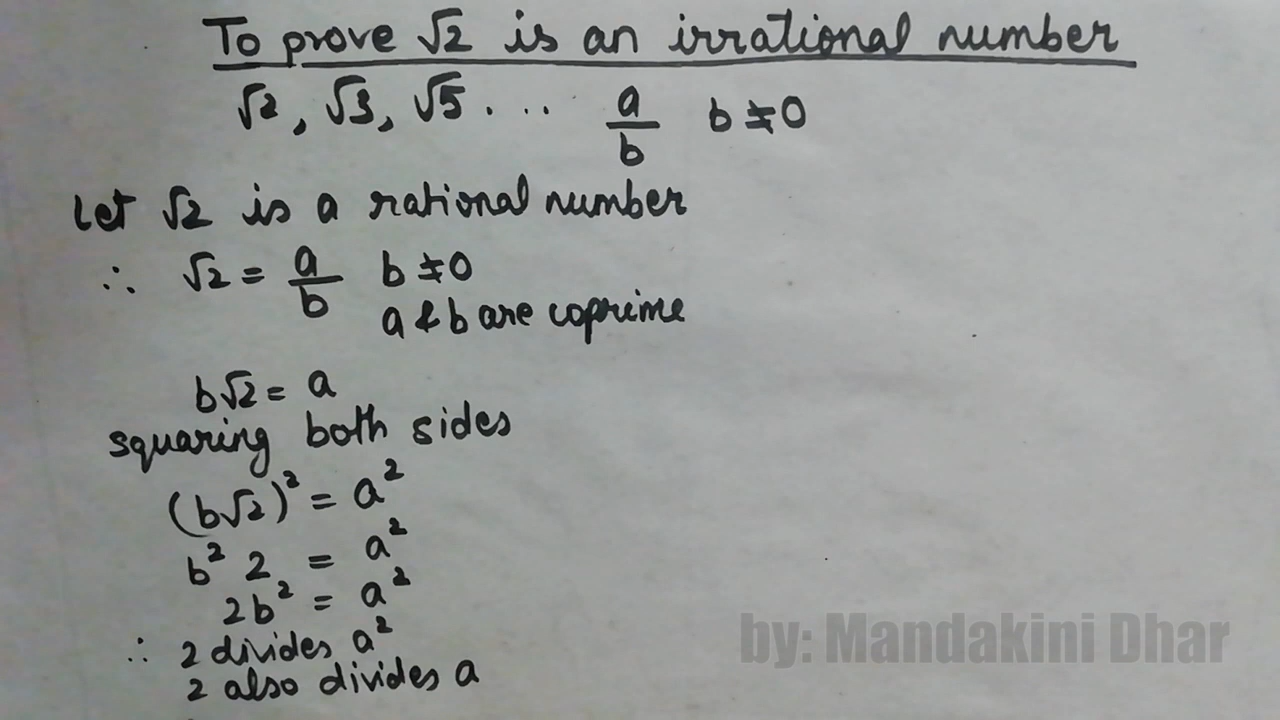 To prove √2 is an irrational number
√2, √3, √5 . ... a/b b ≠ 0
Let √2 is a rational number
∴ √2 = a/b b ≠ 0
a & b are coprime
b√2 = a
squaring both sides
(b√2)² = a²
b² 2 = a²
2b² = a²
∴ 2 divides a²
2 also divides a
by: Mandakini Dhar